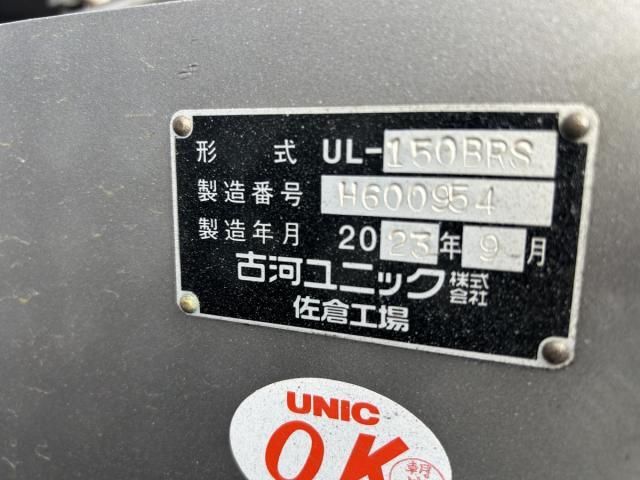 形 式 UL-150BRS
製造番号 H600954
製造年月 2023年9月
古河ユニック株式会社
佐倉工場
UNIC
OK
朝